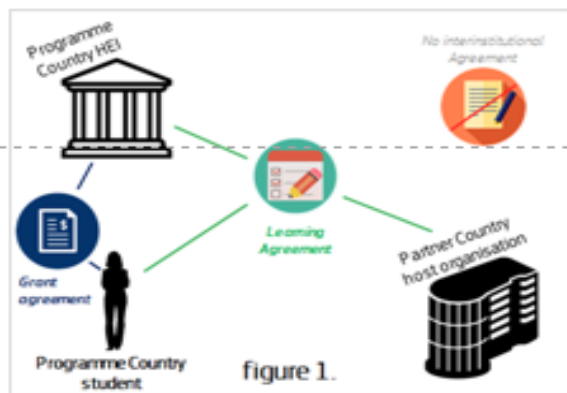 Programme
Country HEI
No interinstitutional
Agreement
Learning
Agreement
Partner Country
host organisation
Grant
agreement
Programme Country
student
figure 1.